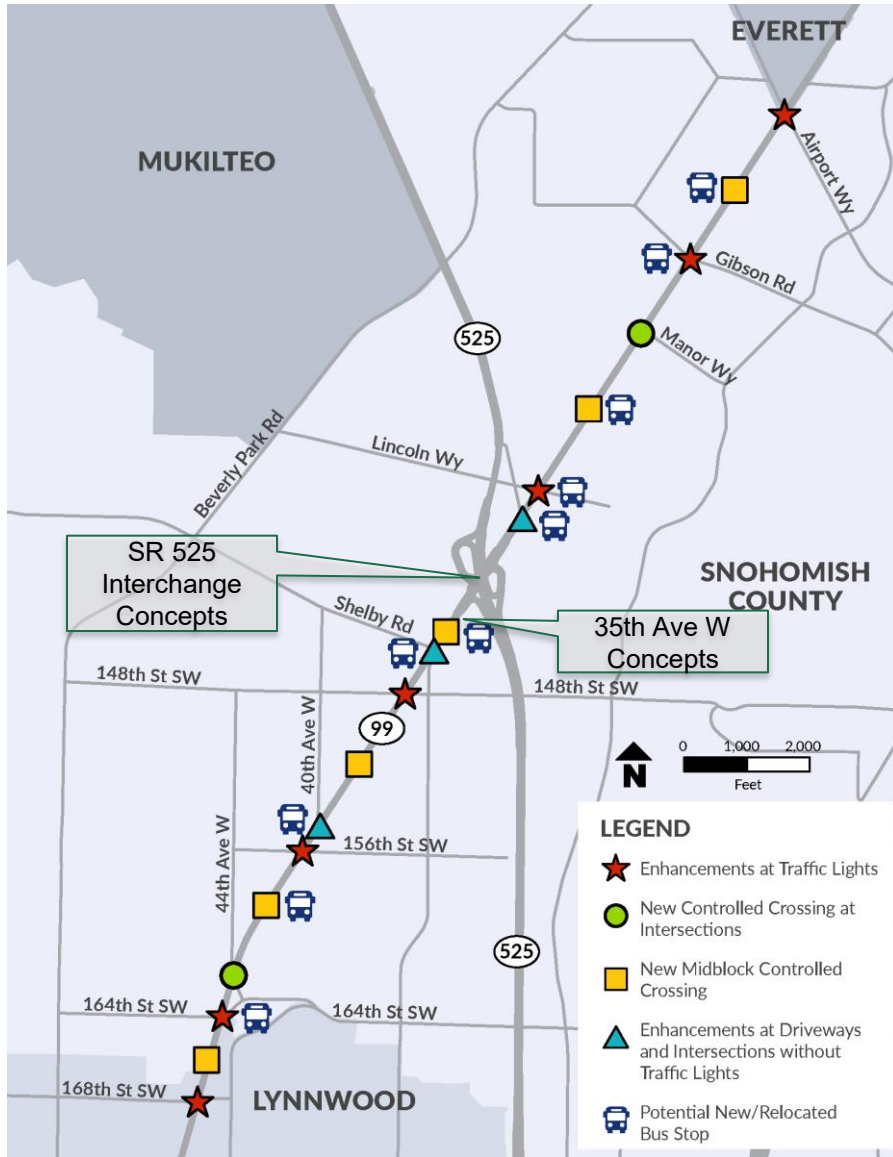 EVERETT
MUKILTEO
Airport Wy
Gibson Rd
525
Manor Wy
Beverly Park Rd
Lincoln Wy
SR 525
Interchange
Concepts
SNOHOMISH
COUNTY
Shelby Rd
35th Ave W
Concepts
148th St SW
148th St SW
99
40th Ave W
N
0 1,000 2,000
Feet
44th Ave W
156th St SW
525
164th St SW
164th St SW
168th St SW
LYNNWOOD
LEGEND
Enhancements at Traffic Lights
New Controlled Crossing at
Intersections
New Midblock Controlled
Crossing
Enhancements at Driveways
and Intersections without
Traffic Lights
Potential New/Relocated
Bus Stop